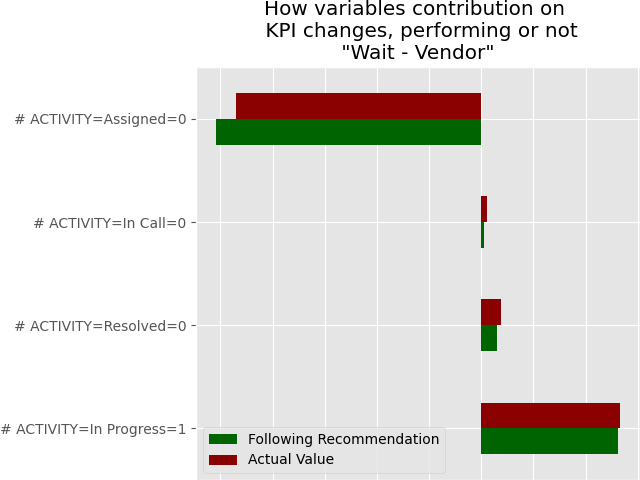 How variables contribution on
KPI changes, performing or not
"Wait - Vendor"
# ACTIVITY=Assigned=0
# ACTIVITY=In Call=0
# ACTIVITY=Resolved=0
# ACTIVITY=In Progress=1
Following Recommendation
Actual Value